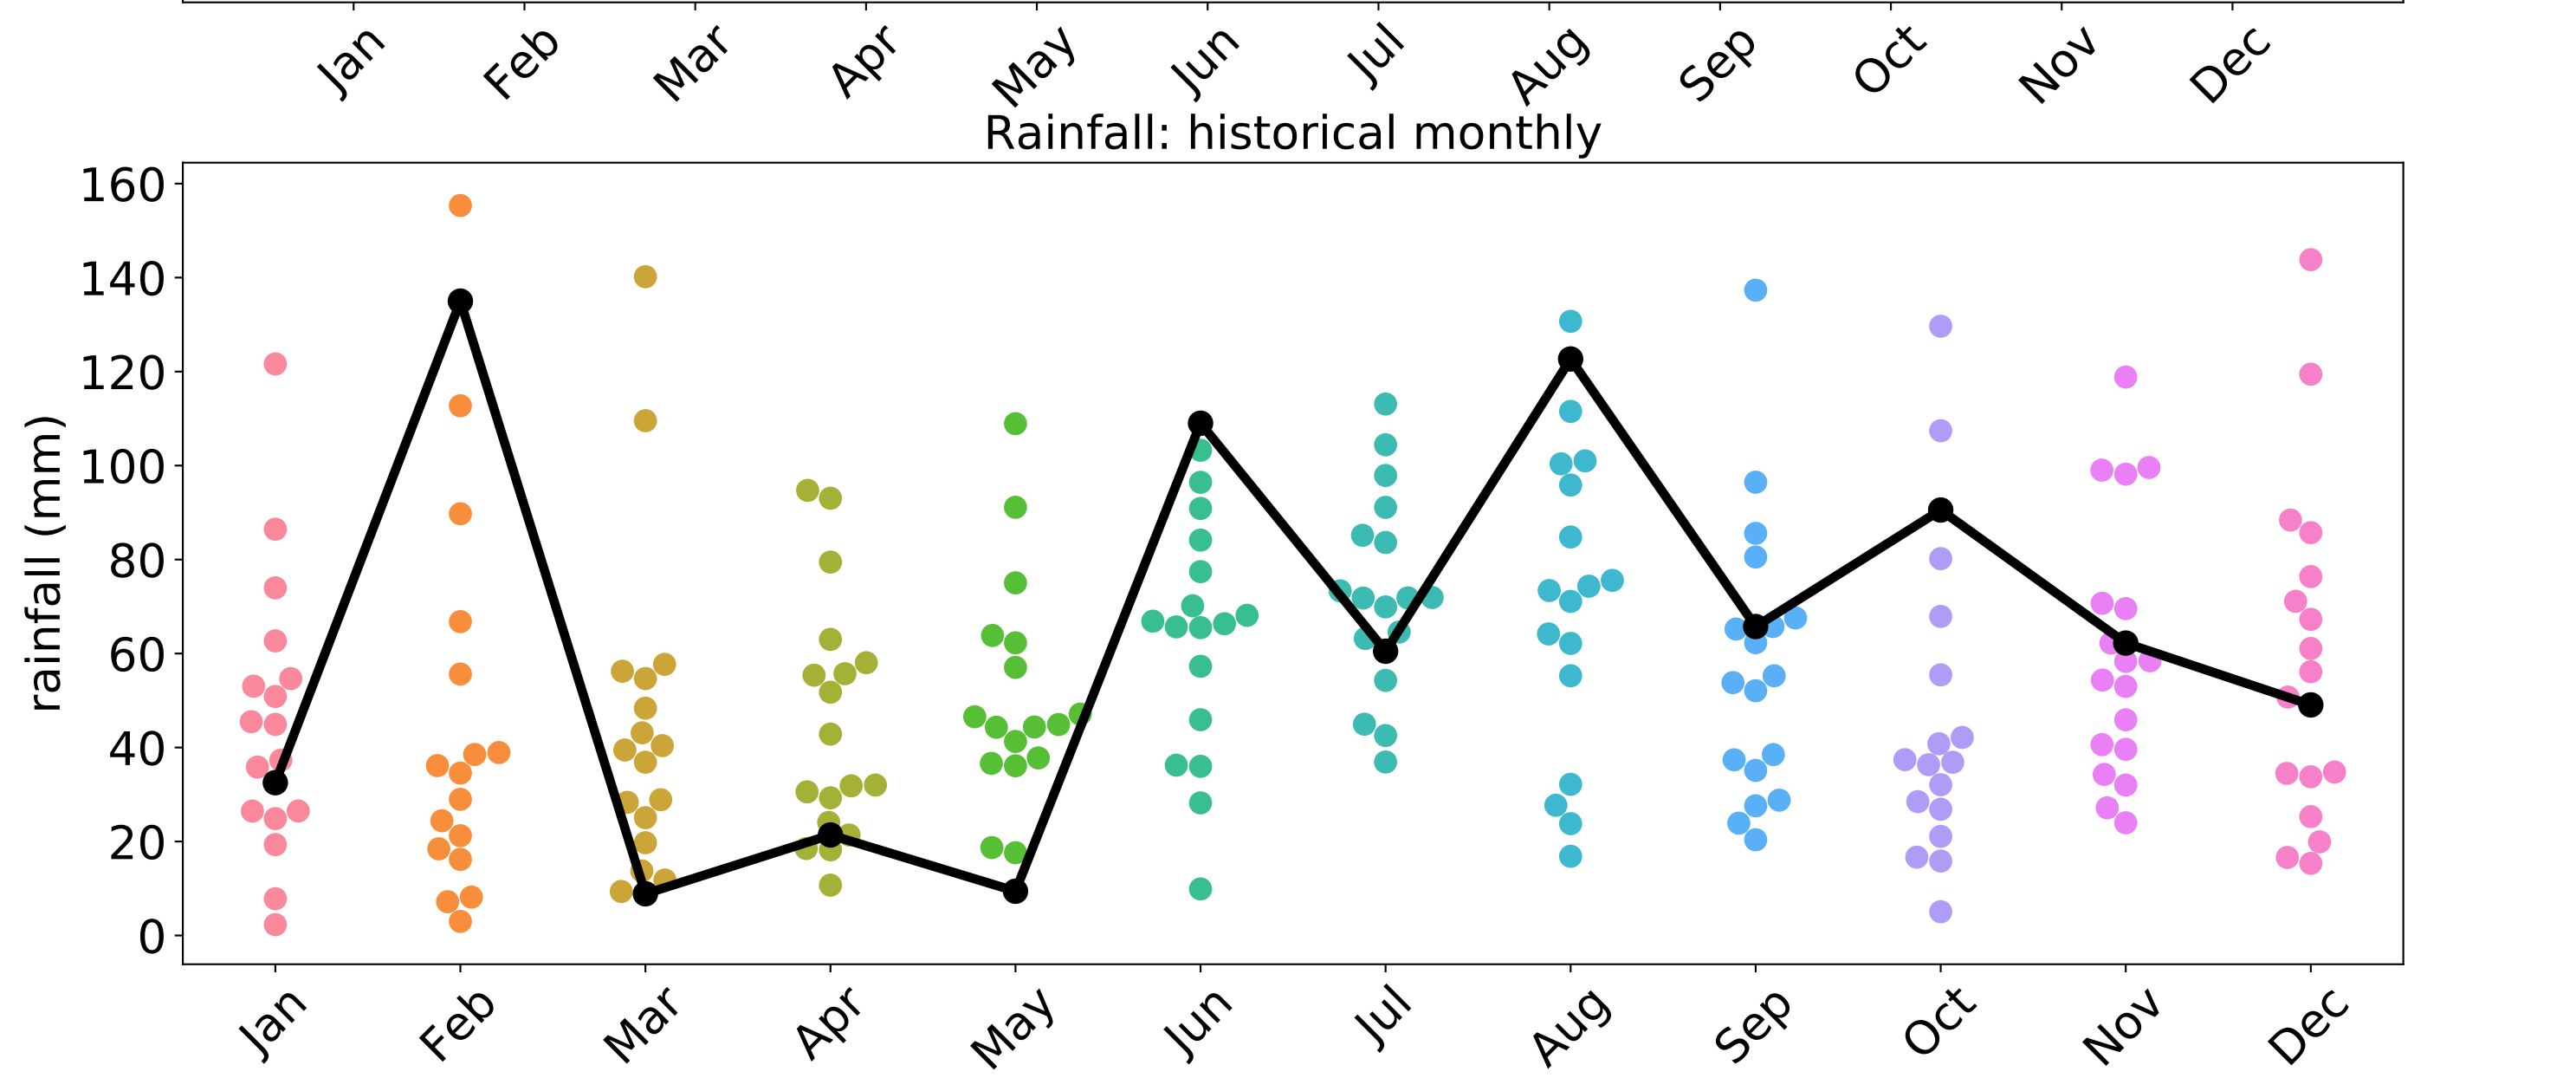 Jan Feb Mar Apr May Jun Jul Aug Sep Oct Nov Dec
Rainfall: historical monthly
160
140
120
100
80
60
40
20
0
rainfall (mm)
Jan Feb Mar Apr May Jun Jul Aug Sep Oct Nov Dec